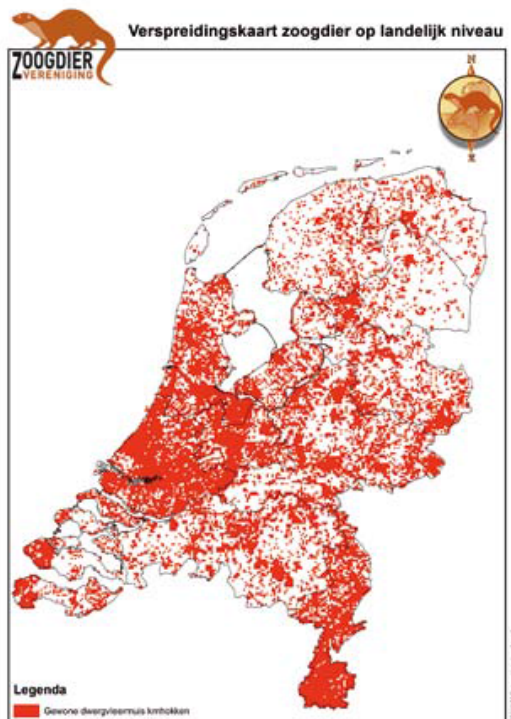 Verspreidingskaart zoogdier op landelijk niveau
ZOOGDIER
VERENIGING
N
Legenda
Gewone dwergvleermuis kmhokken